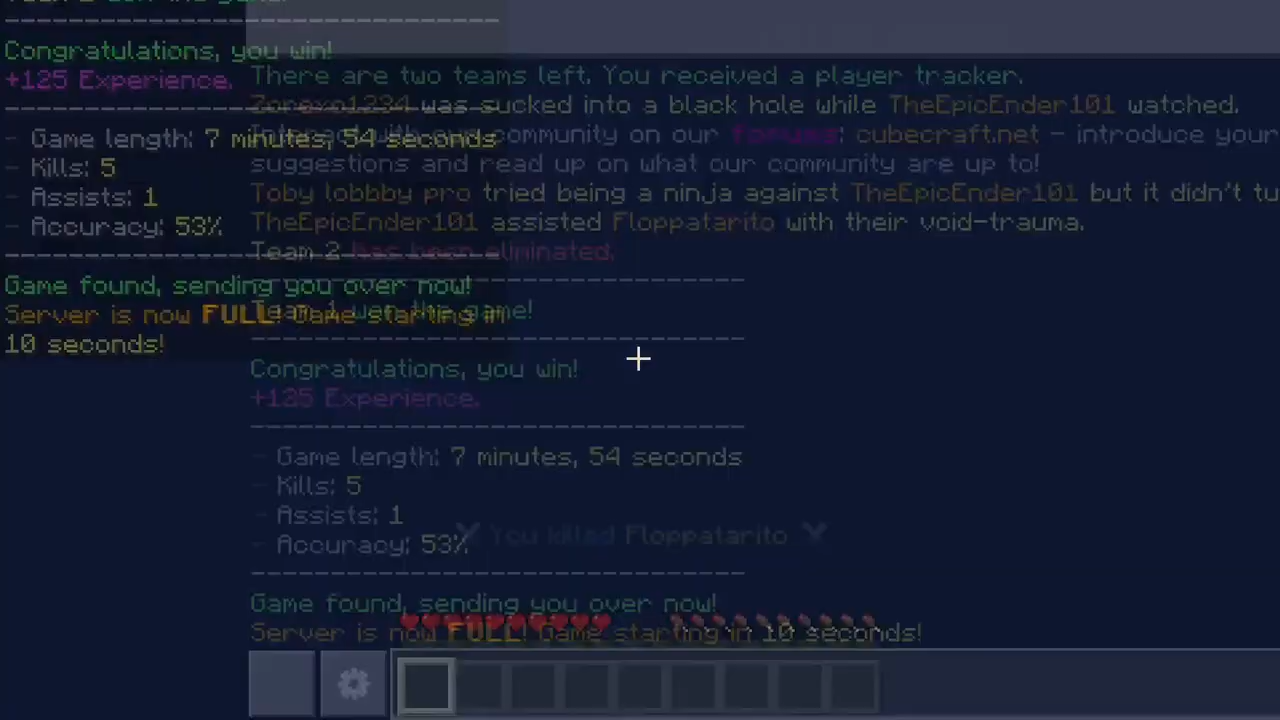 Congratulations, you win!
+125 Experience.
- Game length: 7 minutes, 54 seconds
- Kills: 5
- Assists: 1
- Accuracy: 53%
Game found, sending you over now!
Server is now FULL! Game starting in
10 seconds!
There are two teams left. You received a player tracker.
Zorexo1234 was sucked into a black hole while TheEpicEnder101 watched.
community on our forums: cubecraft.net - introduce your
suggestions and read up on what our community are up to!
Toby lobbby pro tried being a ninja against TheEpicEnder101 but it didn't tu
TheEpicEnder101 assisted Floppatarito with their void-trauma.
Team 2 has been eliminated.
Team 1 won the game!
Congratulations, you win!
+125 Experience.
- Game length: 7 minutes, 54 seconds
- Kills: 5
- Assists: 1
- Accuracy: 53%
You killed Floppatarito
Game found, sending you over now!
Server is now FULL! Game starting in 10 seconds!